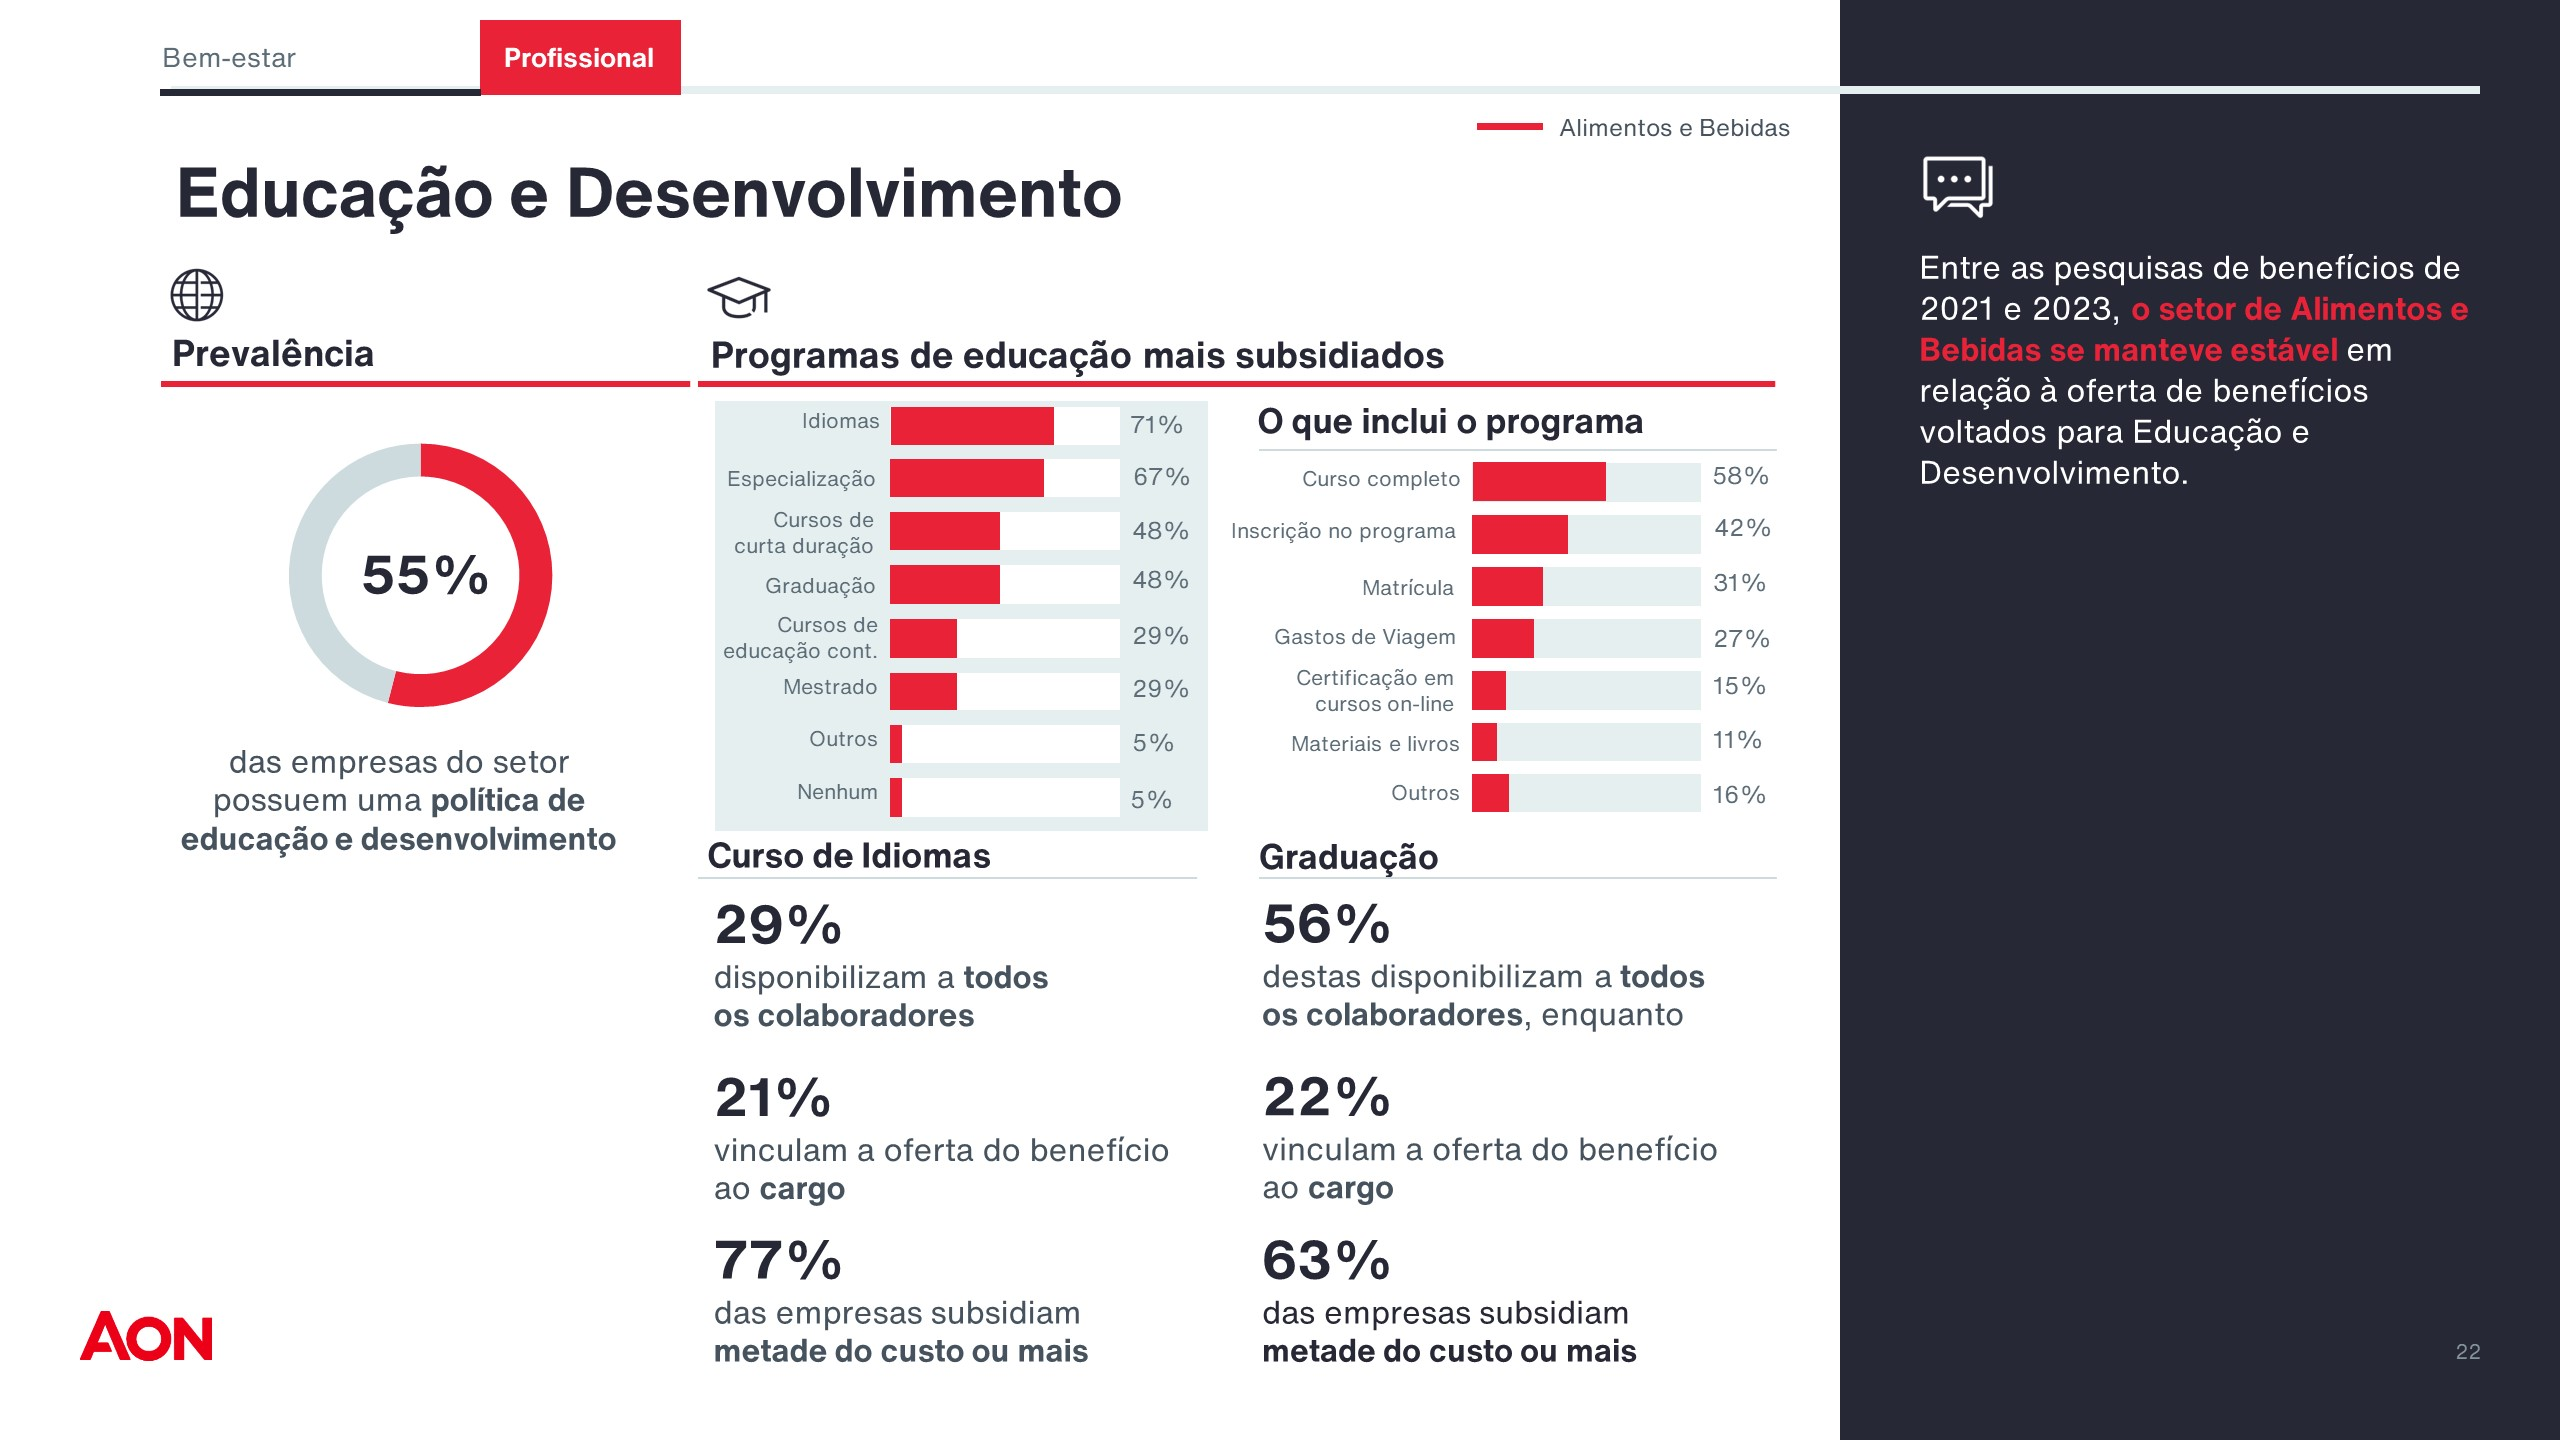 Bem-estar
Profissional
Alimentos e Bebidas
Educação e Desenvolvimento
Prevalência
55%
das empresas do setor
possuem uma política de
educação e desenvolvimento
Programas de educação mais subsidiados
Idiomas 71%
Especialização 67%
Cursos de
curta duração 48%
Graduação 48%
Cursos de
educação cont. 29%
Mestrado 29%
Outros 5%
Nenhum 5%
O que inclui o programa
Curso completo 58%
Inscrição no programa 42%
Matrícula 31%
Gastos de Viagem 27%
Certificação em
cursos on-line 15%
Materiais e livros 11%
Outros 16%
Curso de Idiomas
29%
disponibilizam a todos
os colaboradores
21%
vinculam a oferta do benefício
ao cargo
77%
das empresas subsidiam
metade do custo ou mais
Graduação
56%
destas disponibilizam a todos
os colaboradores, enquanto
22%
vinculam a oferta do benefício
ao cargo
63%
das empresas subsidiam
metade do custo ou mais
Entre as pesquisas de benefícios de
2021 e 2023, o setor de Alimentos e
Bebidas se manteve estável em
relação à oferta de benefícios
voltados para Educação e
Desenvolvimento.
AON
22